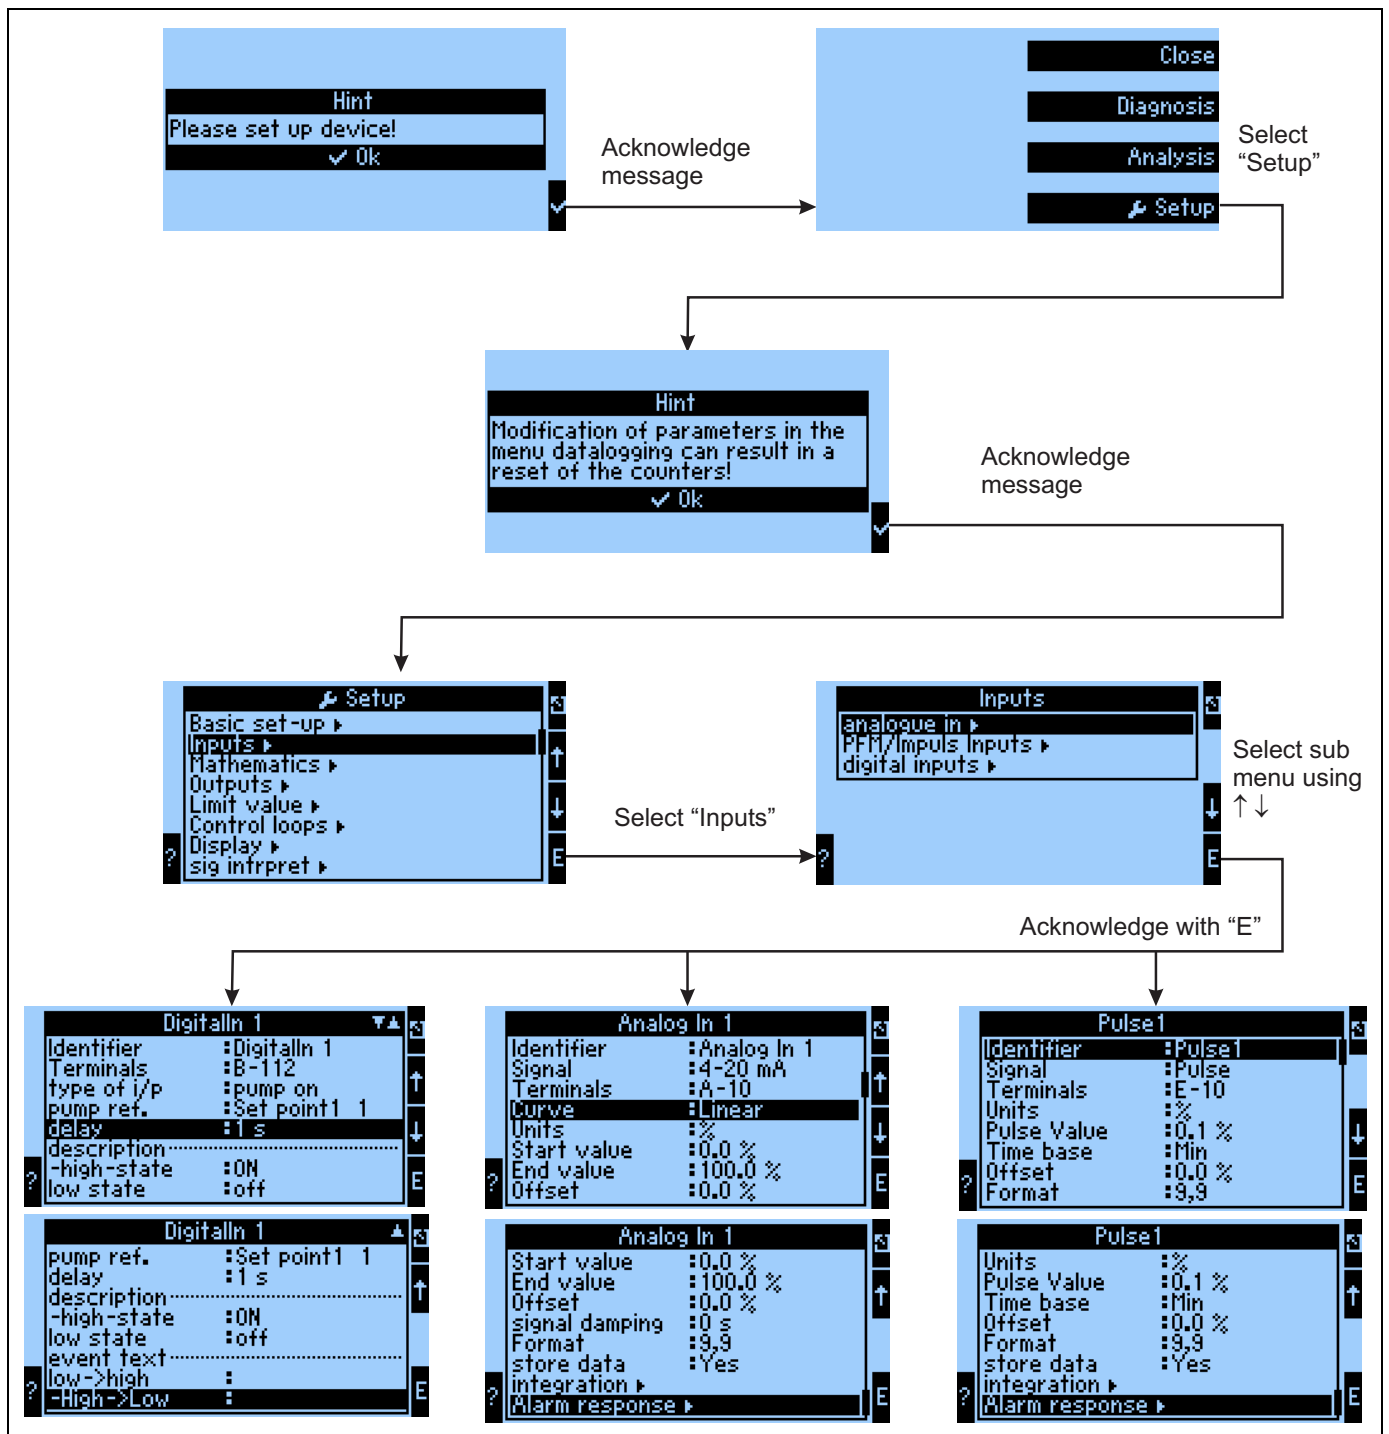 Hint
Please set up device!
✓ Ok
Acknowledge
message
Close
Diagnosis
Analysis
Setup
Select
“Setup”
Hint
Modification of parameters in the
menu datalogging can result in a
reset of the counters!
✓ Ok
Acknowledge
message
Setup
Basic set-up ▸
Inputs ▸
Mathematics ▸
Outputs ▸
Limit value ▸
Control loops ▸
Display ▸
sig intrpret ▸
?
↑
↓
E
Select “Inputs”
Inputs
analogue in ▸
PFM/Impuls Inputs ▸
digital inputs ▸
?
↓
E
Select sub
menu using
↑ ↓
Acknowledge with “E”
DigitalIn 1 ▼▲
Identifier :DigitalIn 1
Terminals :B-112
type of i/p :pump on
pump ref. :Set point1 1
delay :1 s
description
-high-state :ON
low state :off
?
↑
↓
E
Analog In 1
Identifier :Analog In 1
Signal :4-20 mA
Terminals :A-10
Curve :Linear
Units :%
Start value :0.0 %
End value :100.0 %
Offset :0.0 %
?
↑
↓
E
Pulse1
Identifier :Pulse1
Signal :Pulse
Terminals :E-10
Units :%
Pulse Value :0.1 %
Time base :Min
Offset :0.0 %
Format :9,9
?
↓
E
DigitalIn 1 ▲
pump ref. :Set point1 1
delay :1 s
description
-high-state :ON
low state :off
event text
low->high :
-High->Low :
?
↑
E
Analog In 1
Start value :0.0 %
End value :100.0 %
Offset :0.0 %
signal damping :0 s
Format :9,9
store data :Yes
integration ▸
Alarm response ▸
?
↑
E
Pulse1
Units :%
Pulse Value :0.1 %
Time base :Min
Offset :0.0 %
Format :9,9
store data :Yes
integration ▸
Alarm response ▸
?
↑
E